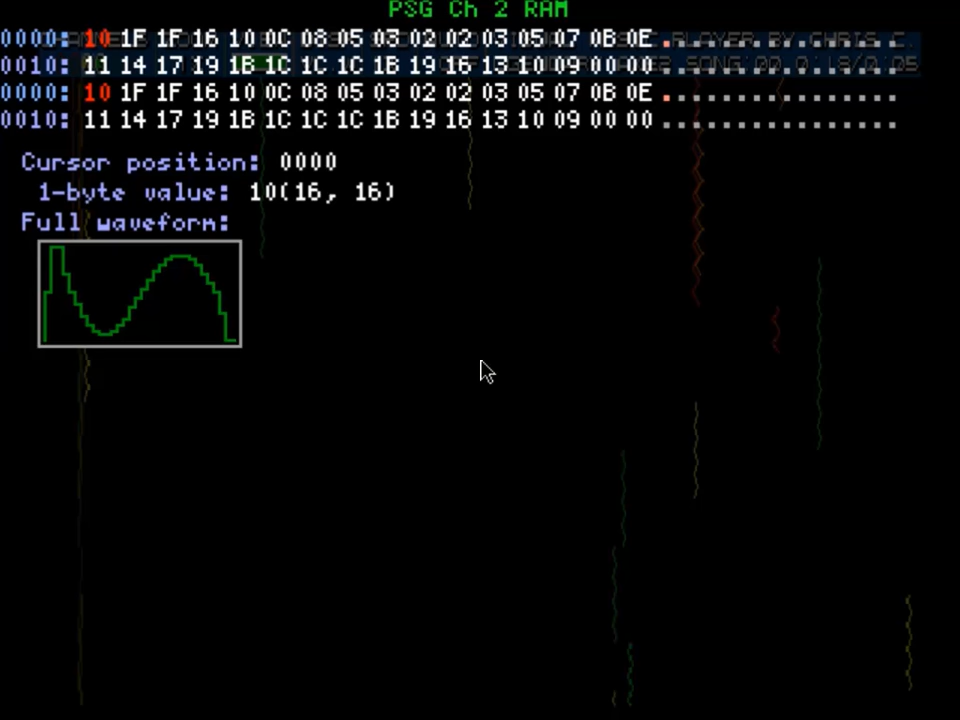 PSG Ch 2 RAM
0000: 10 1F 1F 16 10 0C 08 05 03 02 02 03 05 07 0B 0E ................
0010: 11 14 17 19 1B 1C 1C 1C 1B 19 16 13 10 09 00 00 ................
0000: 10 1F 1F 16 10 0C 08 05 03 02 02 03 05 07 0B 0E ................
0010: 11 14 17 19 1B 1C 1C 1C 1B 19 16 13 10 09 00 00 ................
Cursor position: 0000
1-byte value: 10(16, 16)
Full waveform: